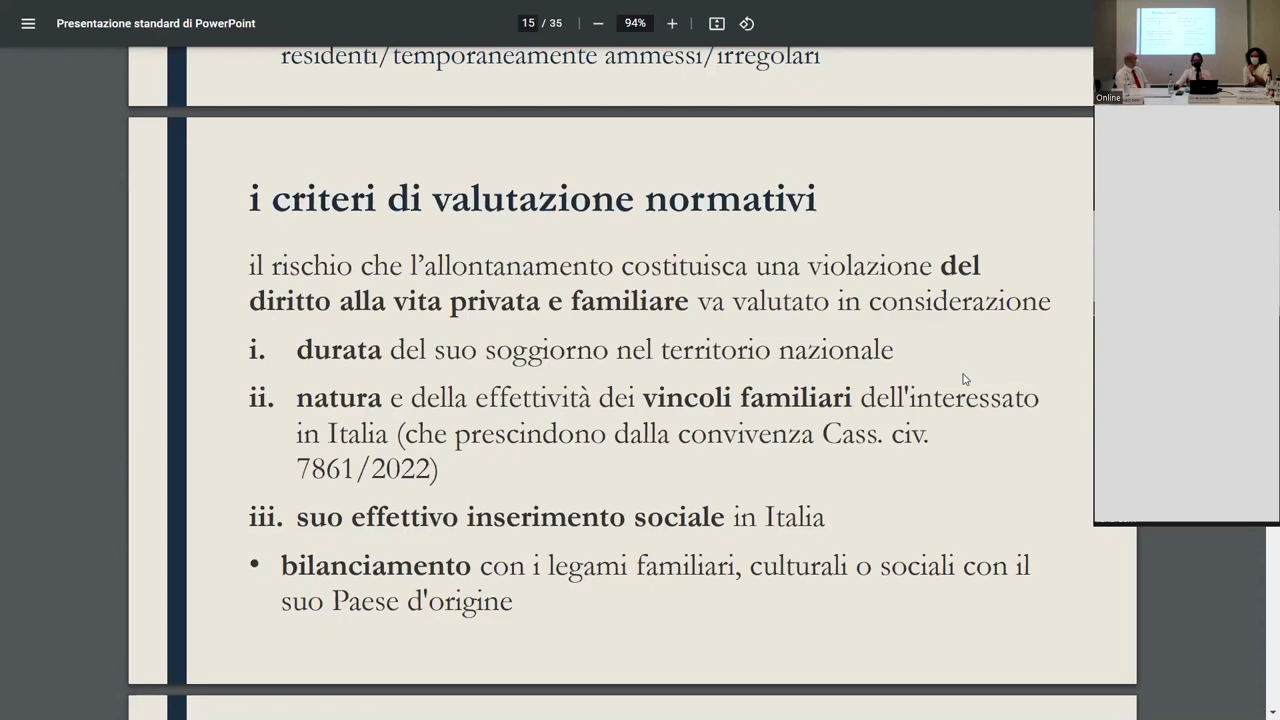 Presentazione standard di PowerPoint
15 / 35
94%
residenti/temporaneamente ammessi/irregolari
i criteri di valutazione normativi
il rischio che l’allontanamento costituisca una violazione del
diritto alla vita privata e familiare va valutato in considerazione
i. durata del suo soggiorno nel territorio nazionale
ii. natura e della effettività dei vincoli familiari dell'interessato
in Italia (che prescindono dalla convivenza Cass. civ.
7861/2022)
iii. suo effettivo inserimento sociale in Italia
• bilanciamento con i legami familiari, culturali o sociali con il
suo Paese d'origine
Online